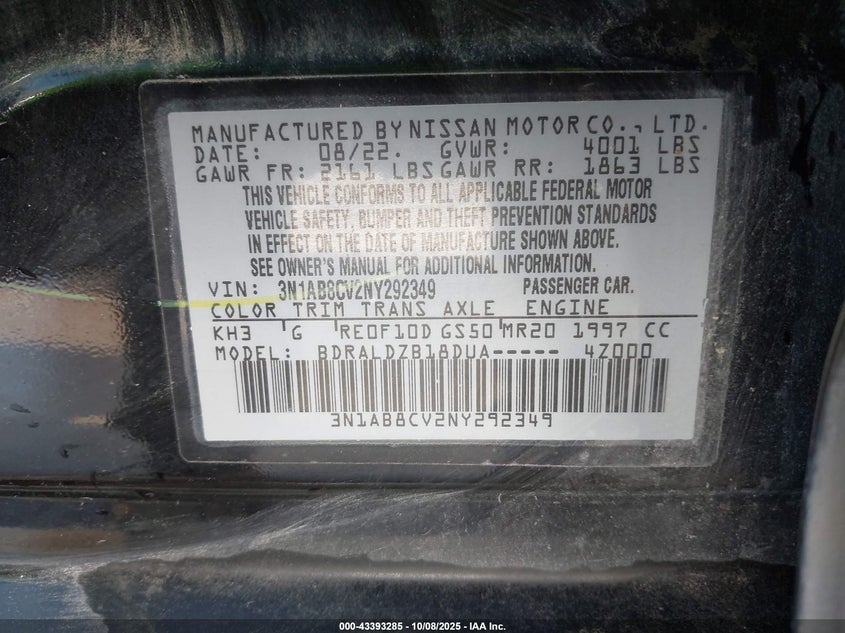 MANUFACTURED BY NISSAN MOTOR CO., LTD.
DATE: 08/22. GVWR: 4001 LBS
GAWR FR: 2161 LBS GAWR RR: 1863 LBS
THIS VEHICLE CONFORMS TO ALL APPLICABLE FEDERAL MOTOR
VEHICLE SAFETY, BUMPER AND THEFT PREVENTION STANDARDS
IN EFFECT ON THE DATE OF MANUFACTURE SHOWN ABOVE.
SEE OWNER'S MANUAL FOR ADDITIONAL INFORMATION.
VIN: 3N1AB8CV2NY292349 PASSENGER CAR.
COLOR TRIM TRANS AXLE ENGINE
KH3 G RE0F10D GS50 MR20 1997 CC
MODEL: BDRALDZB18DUA----- 4Z000
3N1AB8CV2NY292349
000-43393285 - 10/08/2025 - IAA Inc.